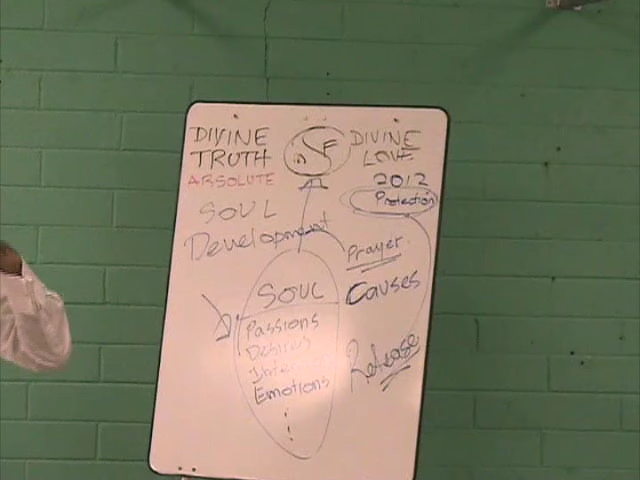 DIVINE TRUTH
ABSOLUTE
DIVINE LOVE
2012
Protection
SOUL
Development
Prayer
SOUL
Causes
Passions
Desires
Emotions
Release